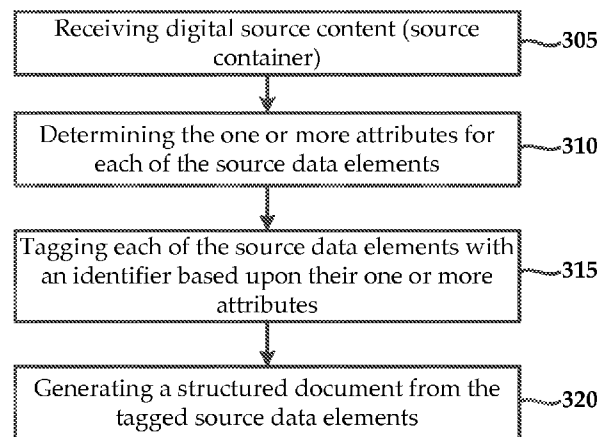 Receiving digital source content (source
container)
305
Determining the one or more attributes for
each of the source data elements
310
Tagging each of the source data elements with
an identifier based upon their one or more
attributes
315
Generating a structured document from the
tagged source data elements
320